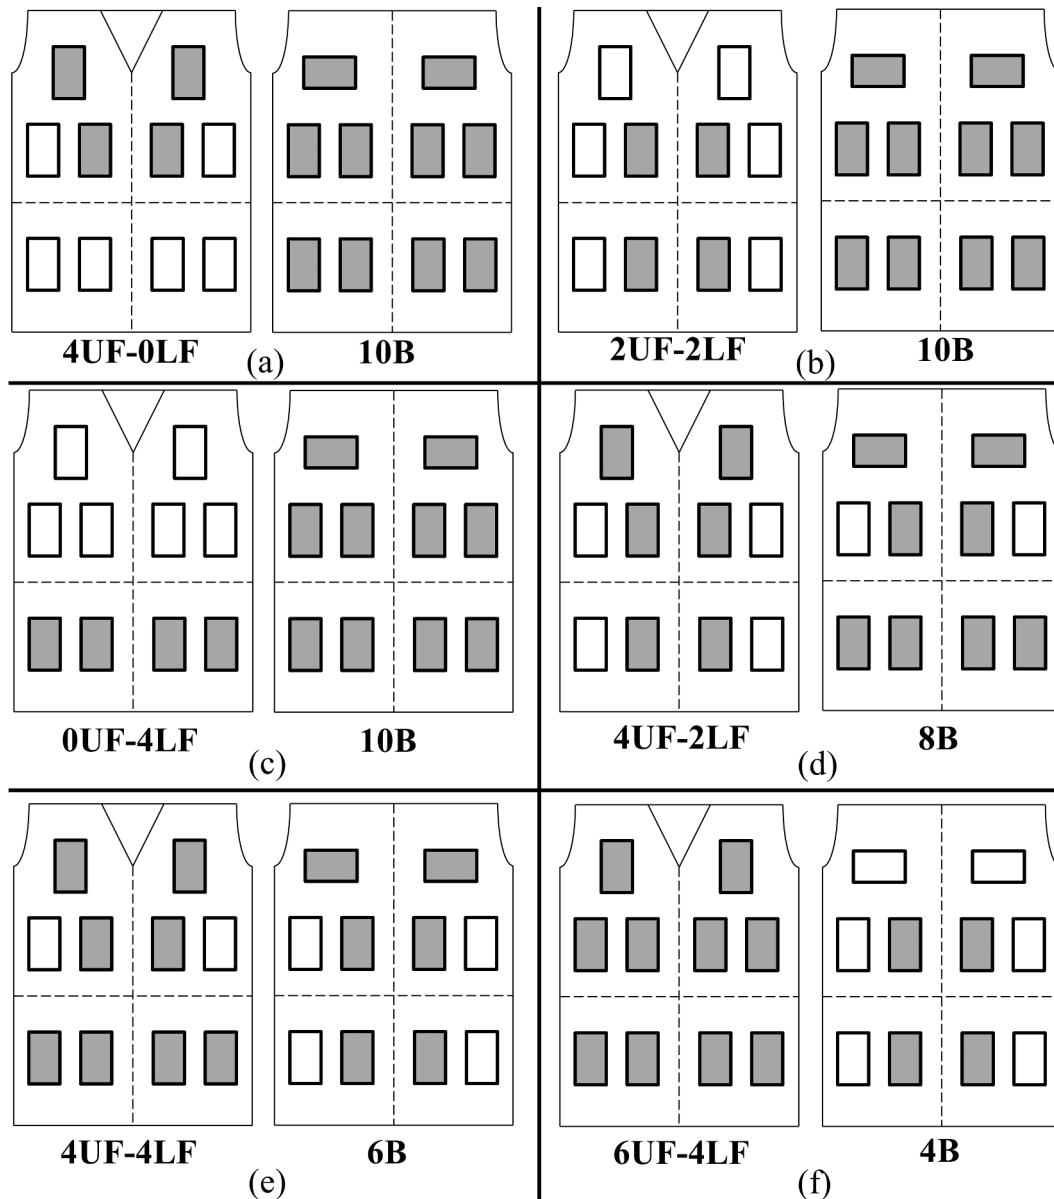 4UF-0LF (a) 10B
2UF-2LF (b) 10B
0UF-4LF (c) 10B
4UF-2LF (d) 8B
4UF-4LF (e) 6B
6UF-4LF (f) 4B